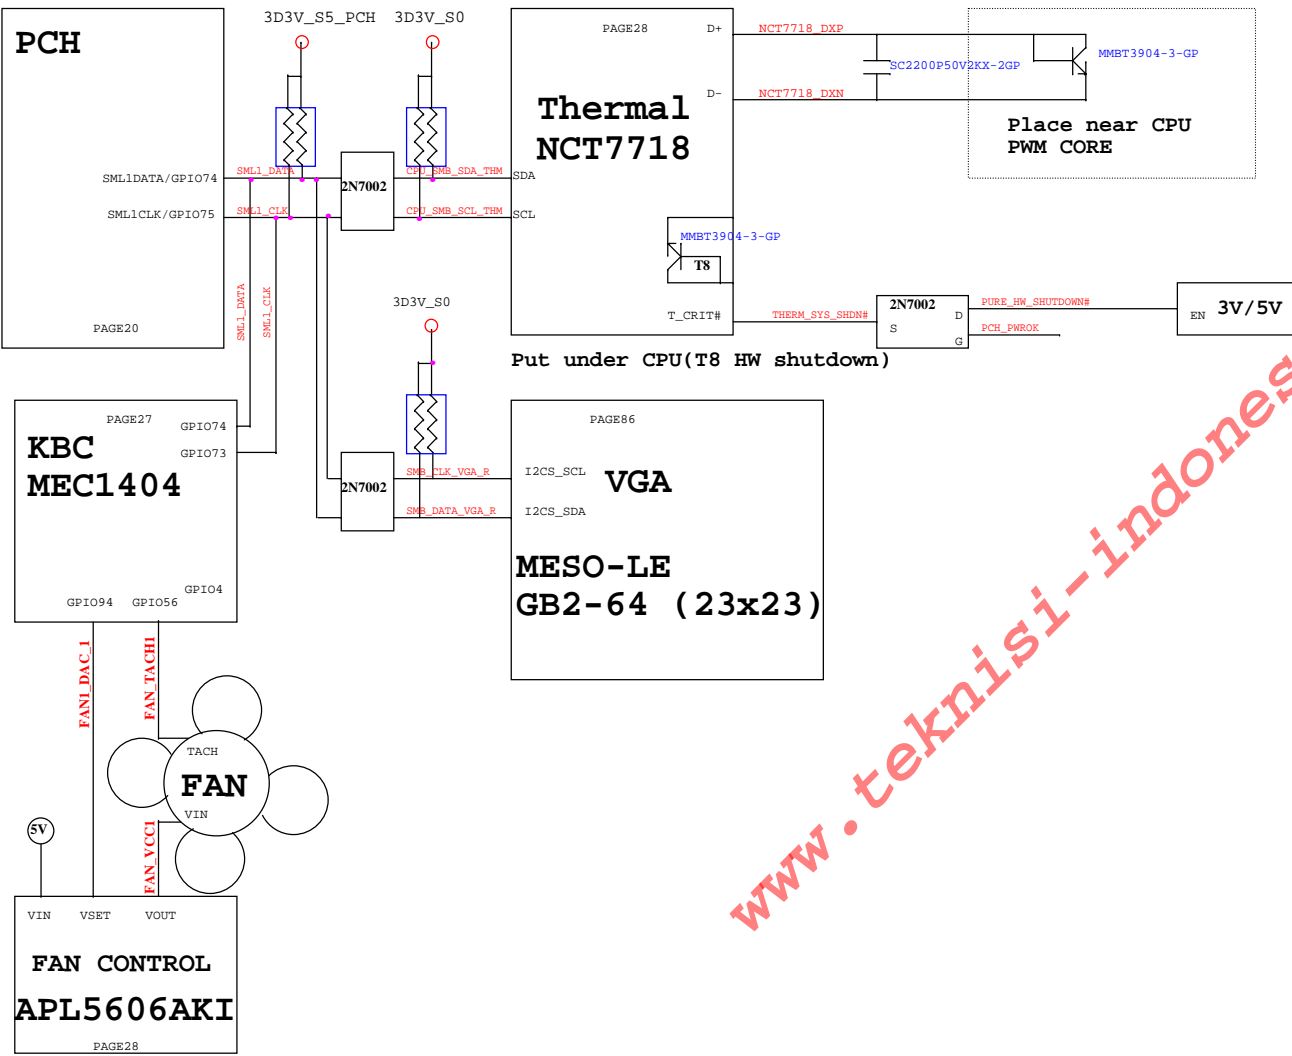 3D3V_S5_PCH
3D3V_S0
PCH
SML1DATA/GPIO74
SML1CLK/GPIO75
PAGE20
SML1_DATA
SML1_CLK
SML1_DATA
SML1_CLK
2N7002
CPU_SMB_SDA_THM
CPU_SMB_SCL_THM
PAGE28
Thermal
NCT7718
SDA
SCL
D+
D-
T_CRIT#
MMBT3904-3-GP
T8
NCT7718_DXP
NCT7718_DXN
SC2200P50V2KX-2GP
MMBT3904-3-GP
Place near CPU
PWM CORE
THERM_SYS_SHDN#
2N7002
S
D
G
PURE_HW_SHUTDOWN#
PCH_PWROK
EN
3V/5V
Put under CPU(T8 HW shutdown)
3D3V_S0
PAGE27
KBC
MEC1404
GPIO74
GPIO73
GPIO4
GPIO94
GPIO56
2N7002
SMB_CLK_VGA_R
SMB_DATA_VGA_R
PAGE86
I2CS_SCL
I2CS_SDA
VGA
MESO-LE
GB2-64 (23x23)
FAN1_DAC_1
FAN_TACH1
TACH
FAN
VIN
FAN_VCC1
5V
VIN
VSET
VOUT
FAN CONTROL
APL5606AKI
PAGE28
www.teknisi-indones